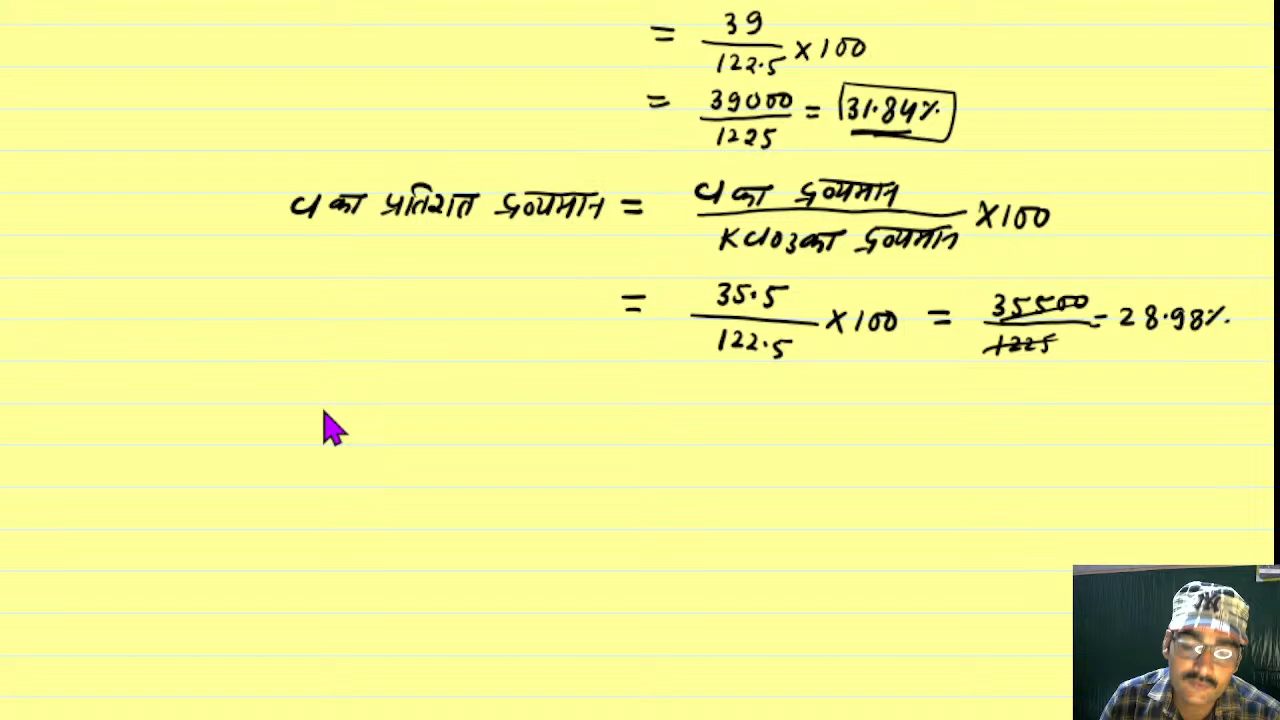 = 39/122.5 × 100
= 39000/1225 = 31.84%
Cl का प्रतिशत द्रव्यमान = Cl का द्रव्यमान/KClO3 का द्रव्यमान × 100
= 35.5/122.5 × 100 = 35500/1225 = 28.98%
NY